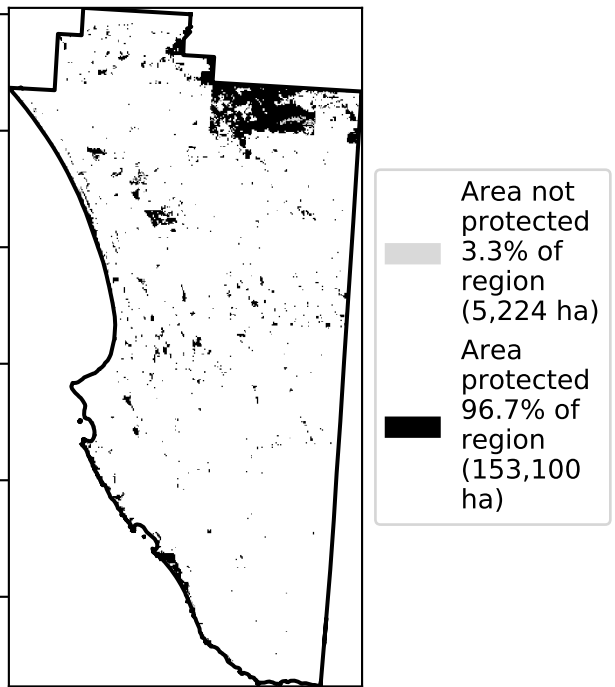 Area not
protected
3.3% of
region
(5,224 ha)
Area
protected
96.7% of
region
(153,100
ha)